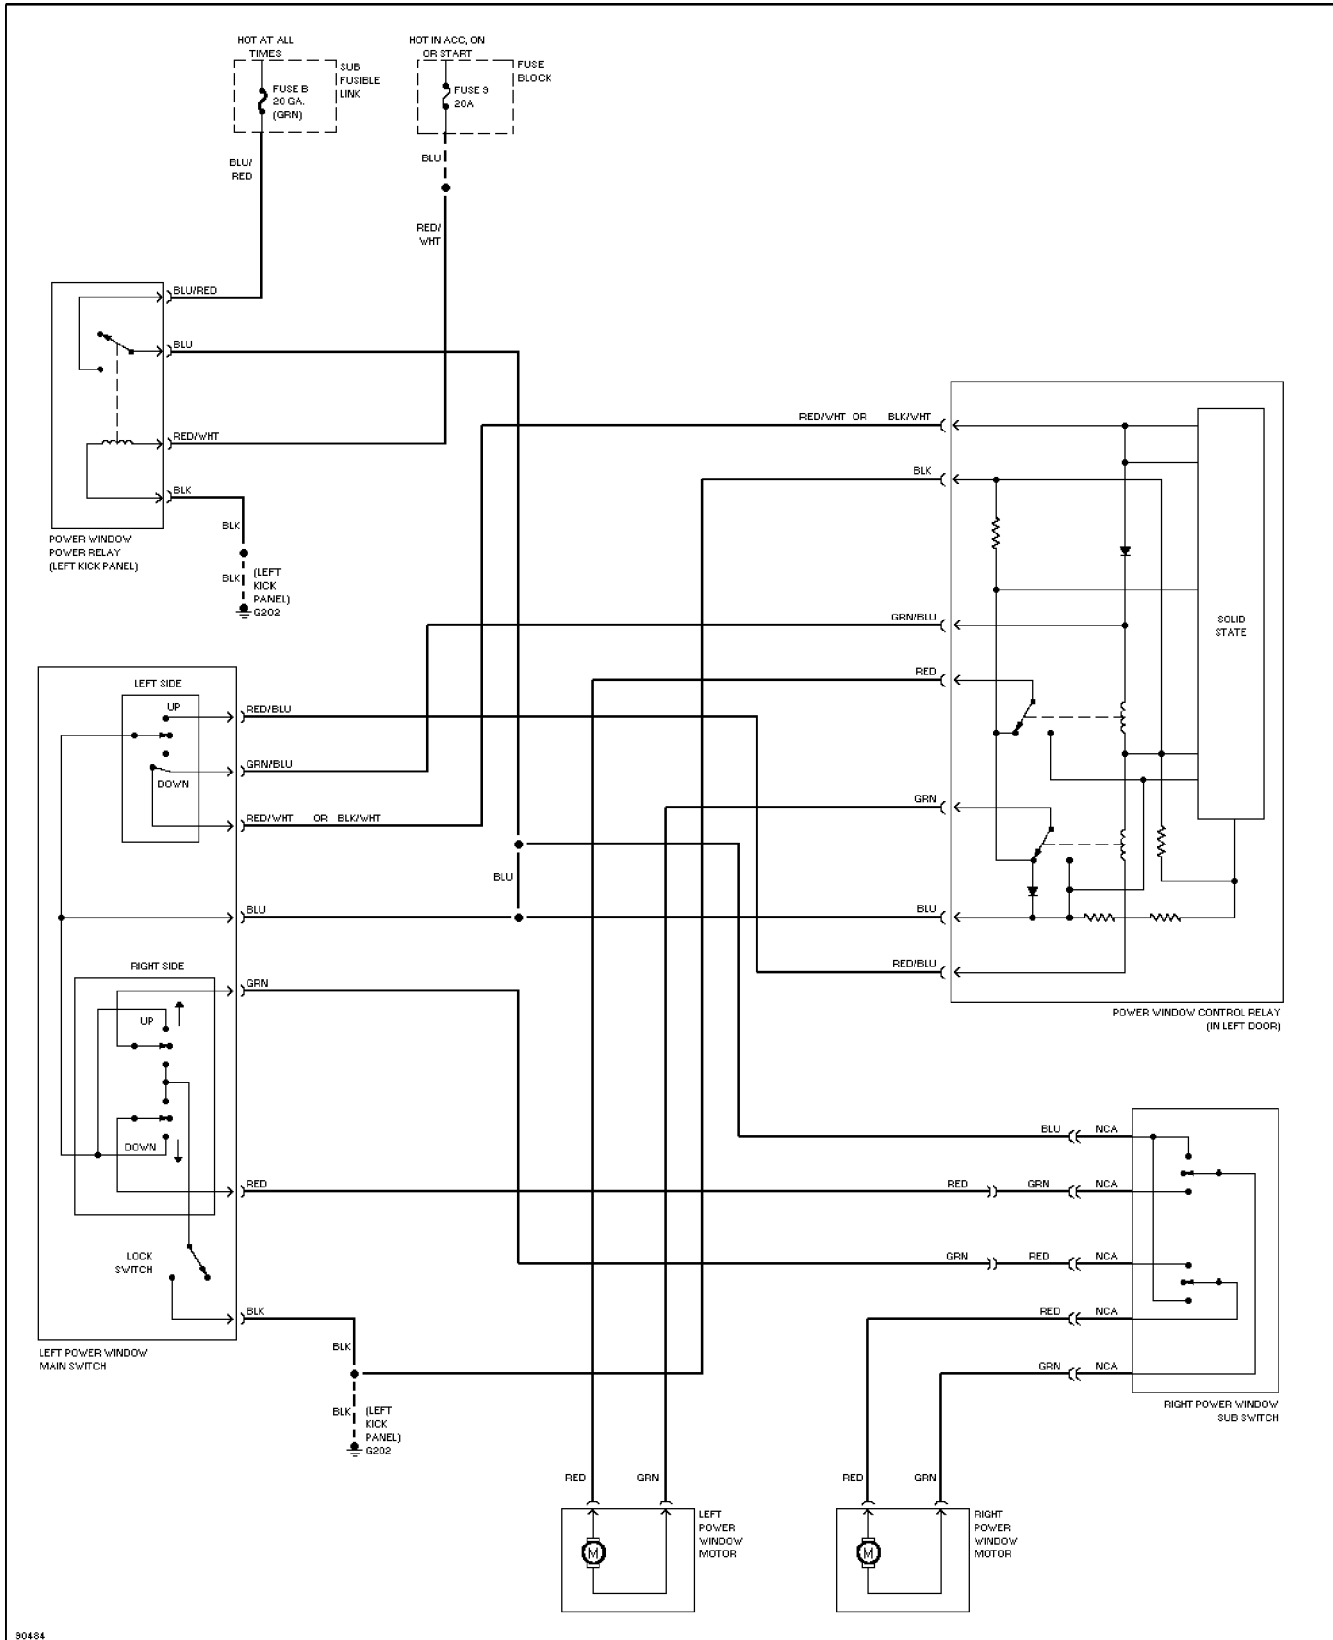 HOT AT ALL
TIMES
HOT IN ACC, ON
OR START
SUB
FUSIBLE
LINK
FUSE B
20 GA.
(GRN)
FUSE
BLOCK
FUSE 9
20A
BLU/
RED
BLU
RED/
WHT
BLU/RED
BLU
RED/WHT
BLK
BLK
BLK
(LEFT
KICK
PANEL)
G202
POWER WINDOW
POWER RELAY
(LEFT KICK PANEL)
RED/WHT OR BLK/WHT
BLK
GRN/BLU
RED
GRN
BLU
RED/BLU
SOLID
STATE
POWER WINDOW CONTROL RELAY
(IN LEFT DOOR)
LEFT SIDE
UP
DOWN
RED/BLU
GRN/BLU
RED/WHT OR BLK/WHT
BLU
BLU
RIGHT SIDE
UP
DOWN
GRN
RED
LOCK
SWITCH
BLK
LEFT POWER WINDOW
MAIN SWITCH
BLK
BLK
(LEFT
KICK
PANEL)
G202
BLU NCA
RED GRN NCA
GRN RED NCA
RED NCA
GRN NCA
RIGHT POWER WINDOW
SUB SWITCH
RED GRN
LEFT
POWER
WINDOW
MOTOR
M
RED GRN
RIGHT
POWER
WINDOW
MOTOR
M
90484